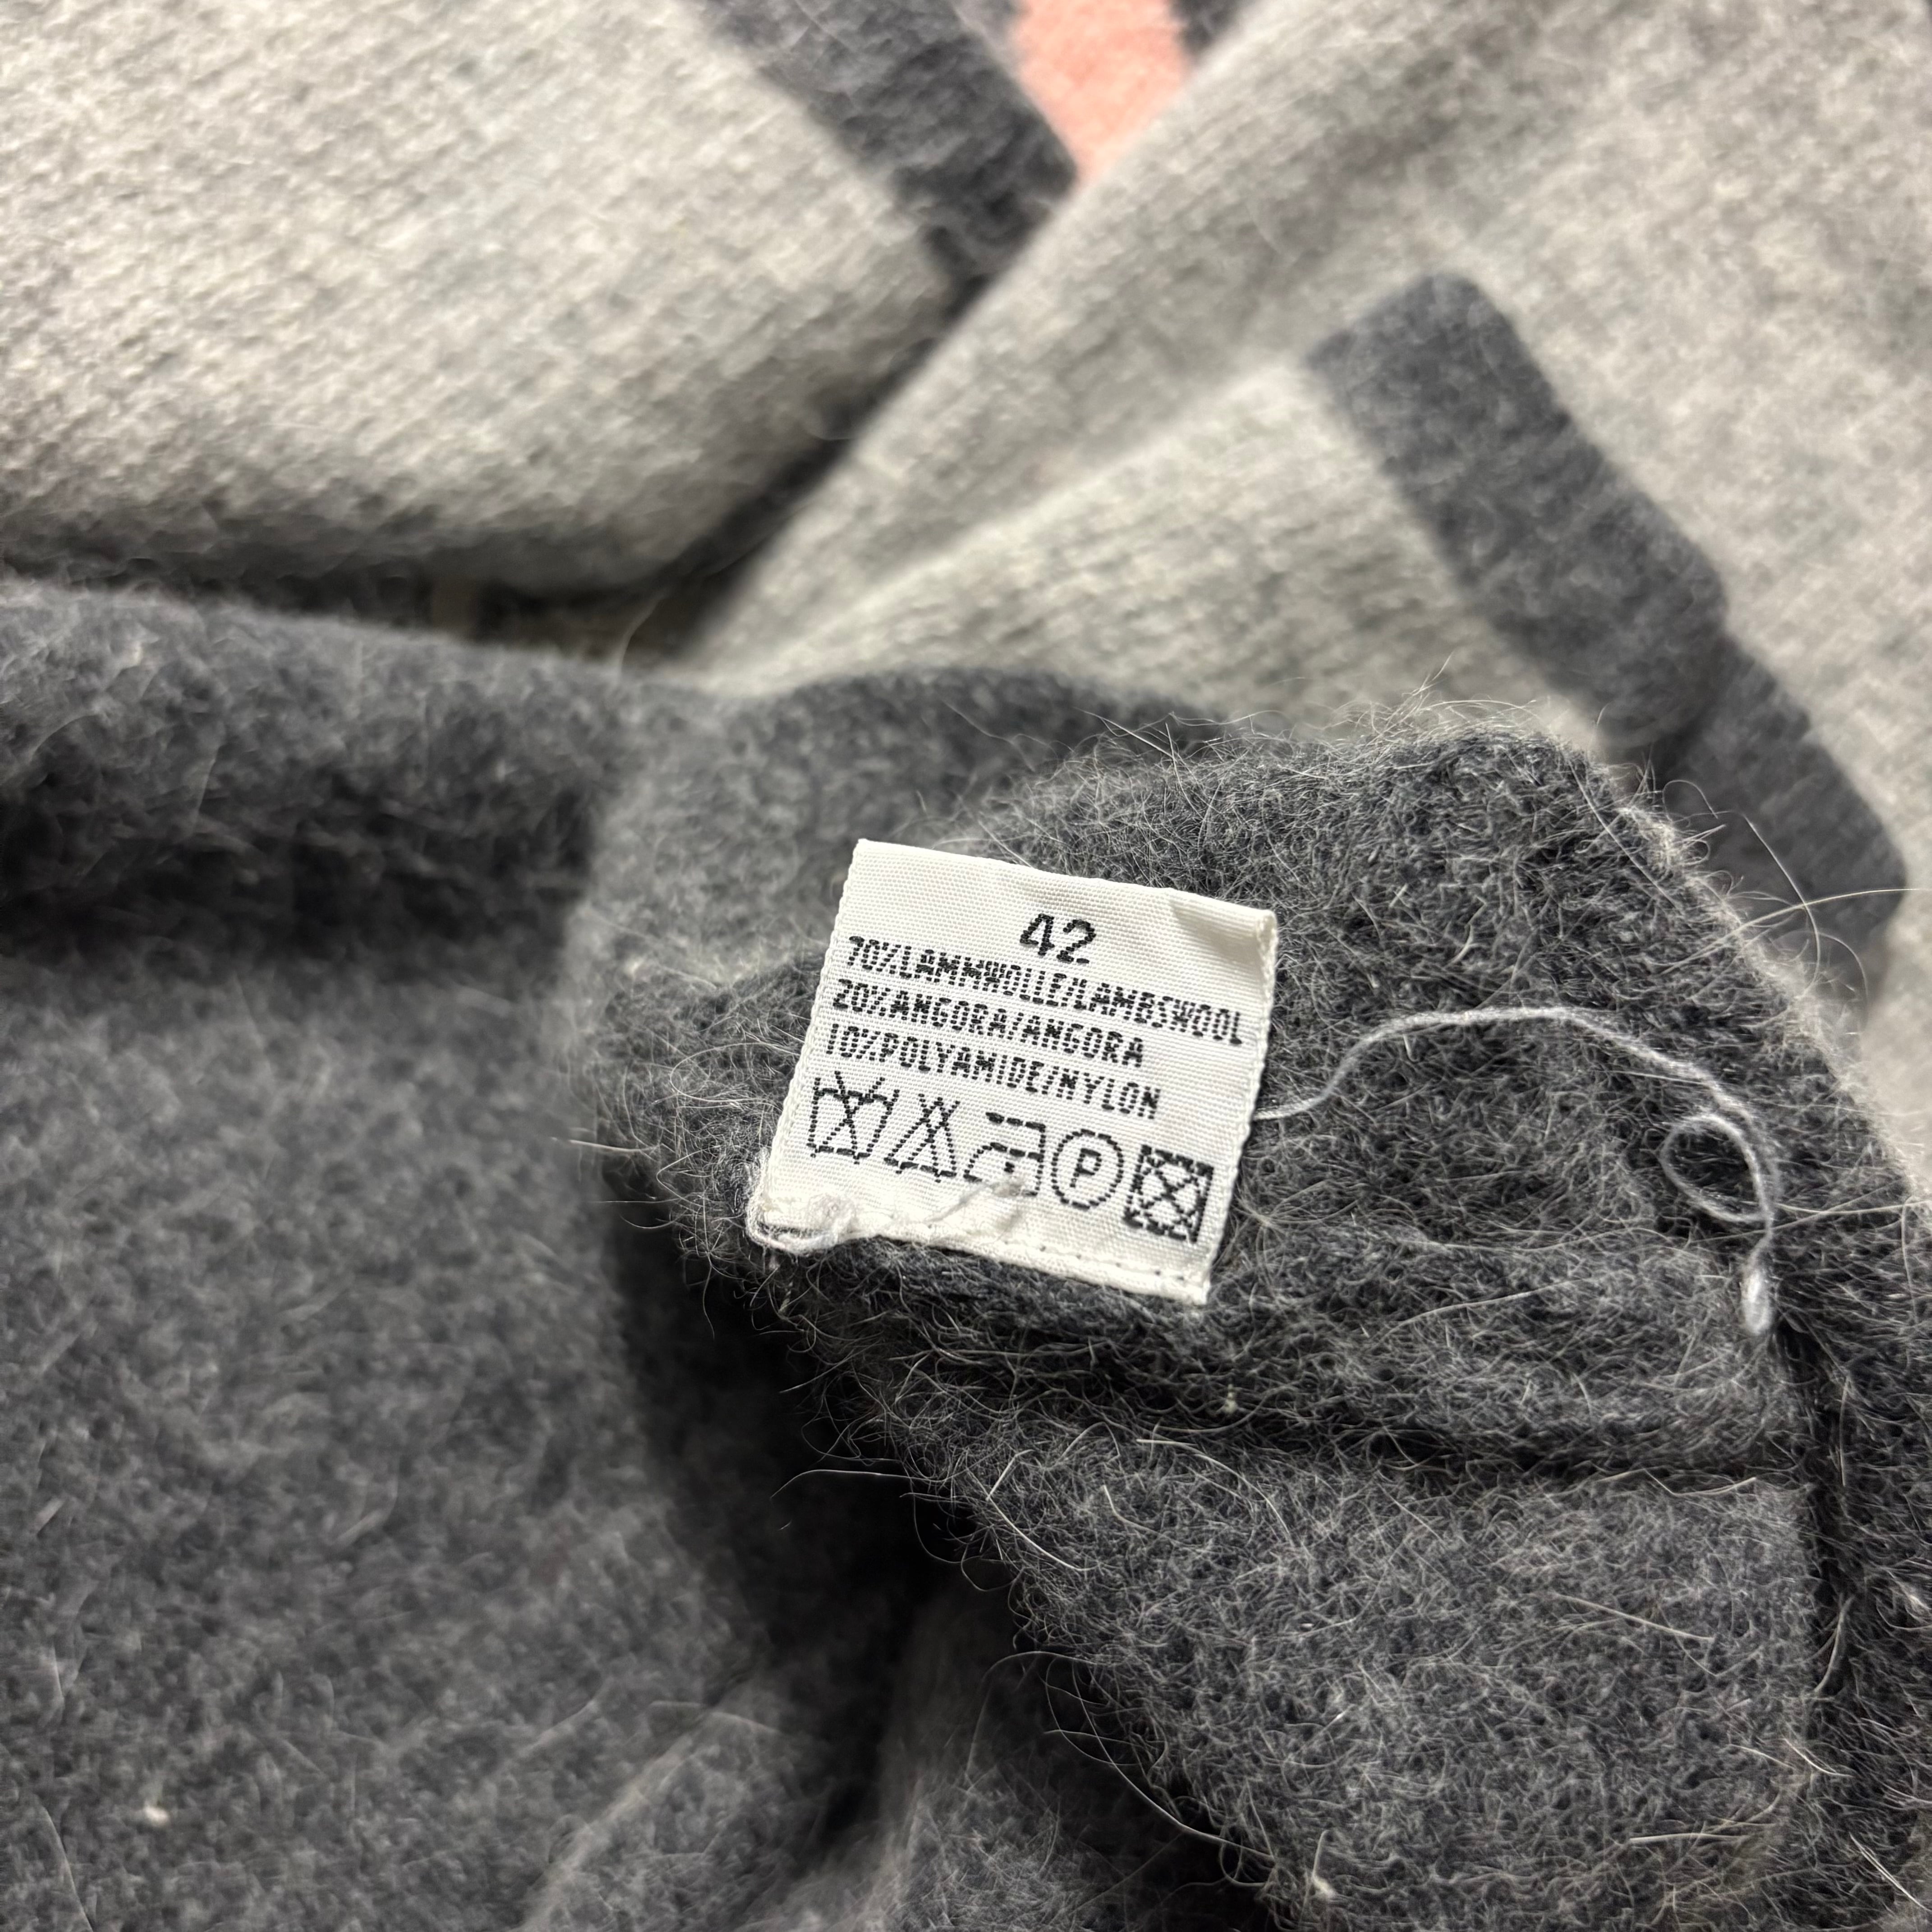 42
70%LAMMWOLLE/LAMBSWOOL
20%ANGORA/ANGORA
10%POLYAMIDE/NYLON
P